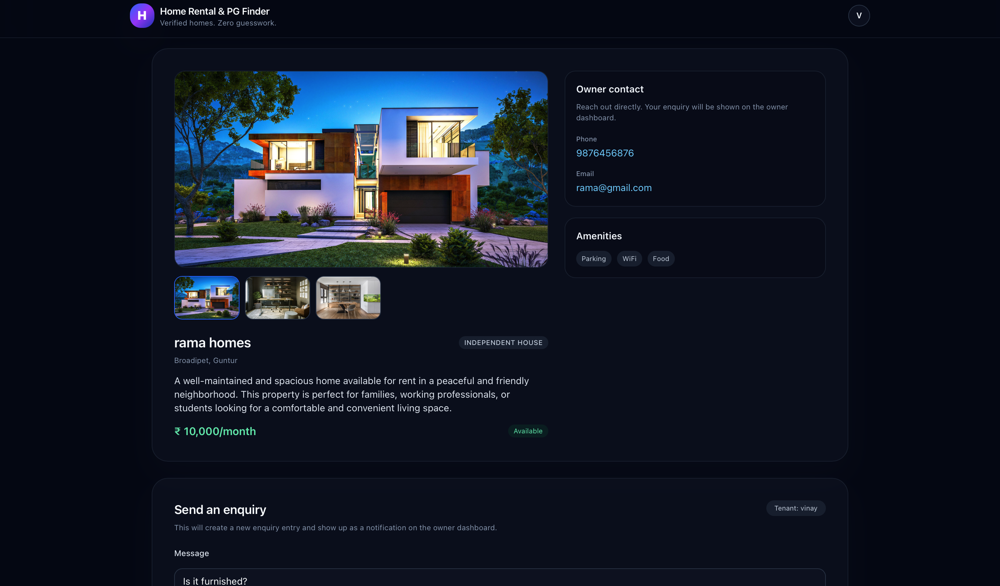 H
Home Rental & PG Finder
Verified homes. Zero guesswork.
V
Owner contact
Reach out directly. Your enquiry will be shown on the owner
dashboard.
Phone
9876456876
Email
rama@gmail.com
Amenities
Parking
WiFi
Food
rama homes
INDEPENDENT HOUSE
Broadipet, Guntur
A well-maintained and spacious home available for rent in a peaceful and friendly
neighborhood. This property is perfect for families, working professionals, or
students looking for a comfortable and convenient living space.
₹ 10,000/month
Available
Send an enquiry
Tenant: vinay
This will create a new enquiry entry and show up as a notification on the owner dashboard.
Message
Is it furnished?